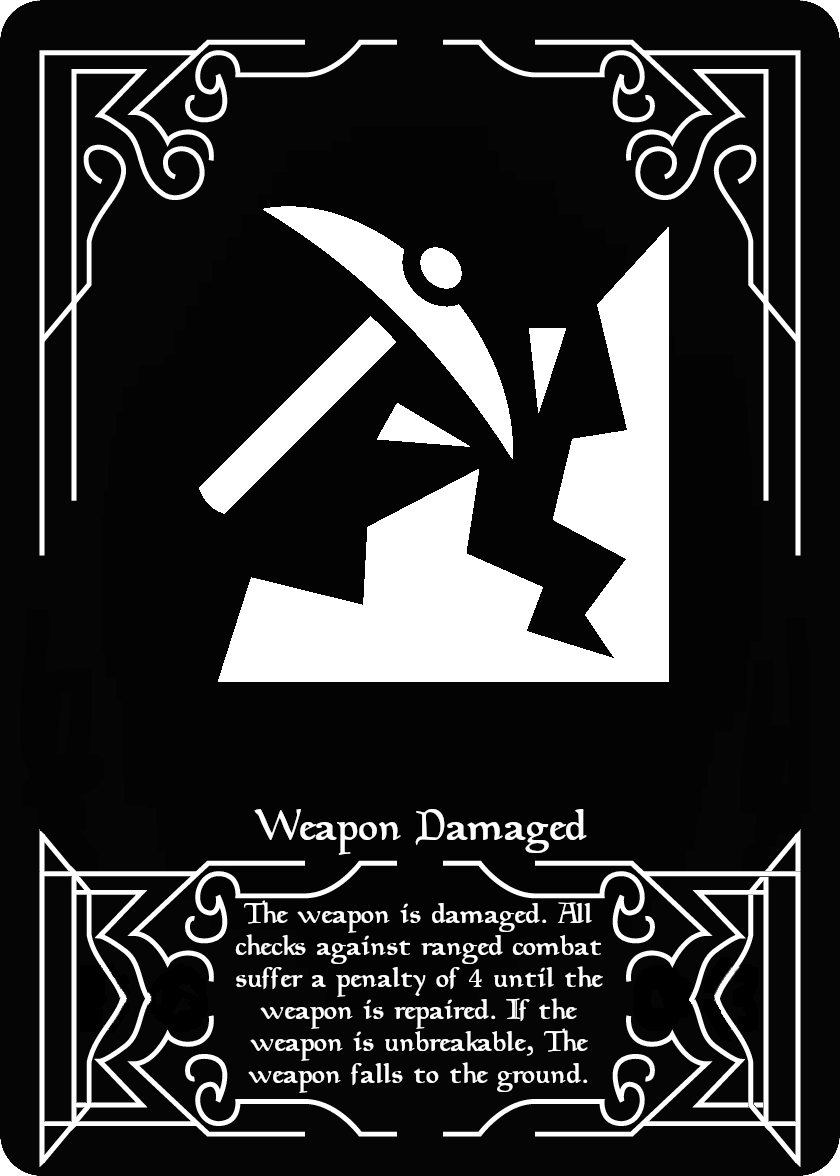 Weapon Damaged
The weapon is damaged. All
checks against ranged combat
suffer a penalty of 4 until the
weapon is repaired. If the
weapon is unbreakable, The
weapon falls to the ground.